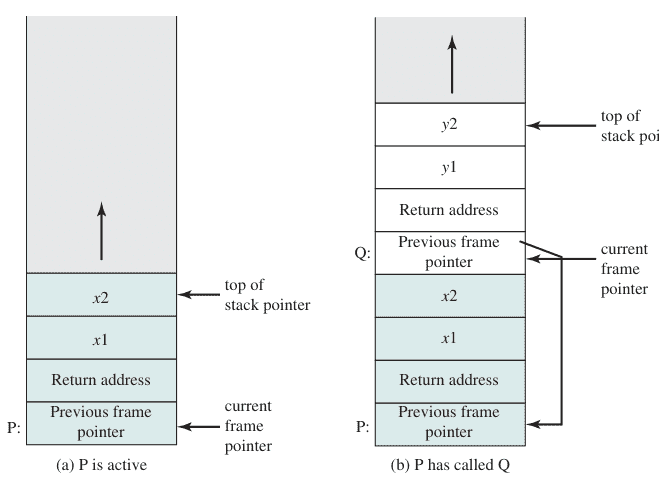 x2
top of
stack pointer
x1
Return address
P:
Previous frame
pointer
current
frame
pointer
(a) P is active
y2
top of
stack poi
y1
Return address
Q:
Previous frame
pointer
current
frame
pointer
x2
x1
Return address
P:
Previous frame
pointer
(b) P has called Q